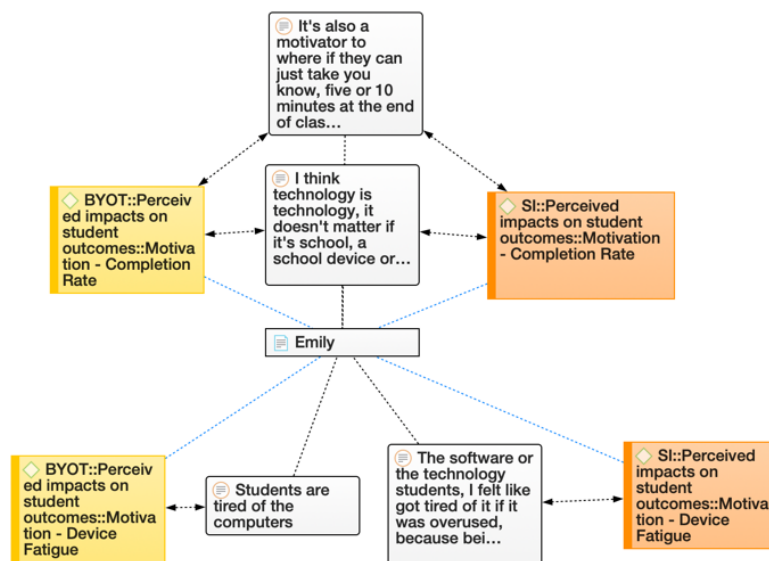 It's also a
motivator to
where if they can
just take you
know, five or 10
minutes at the end
of clas…
BYOT::Perceiv
ed impacts on
student
outcomes::Motiva
tion - Completion
Rate
I think
technology is
technology, it
doesn't matter if
it's school, a
school device or…
SI::Perceived
impacts on student
outcomes::Motivation
- Completion Rate
Emily
BYOT::Perceiv
ed impacts on
student
outcomes::Motiva
tion - Device
Fatigue
Students are
tired of the
computers
The software or
the technology
students, I felt like
got tired of it if it
was overused,
because bei…
SI::Perceived
impacts on
student
outcomes::Motiva
tion - Device
Fatigue